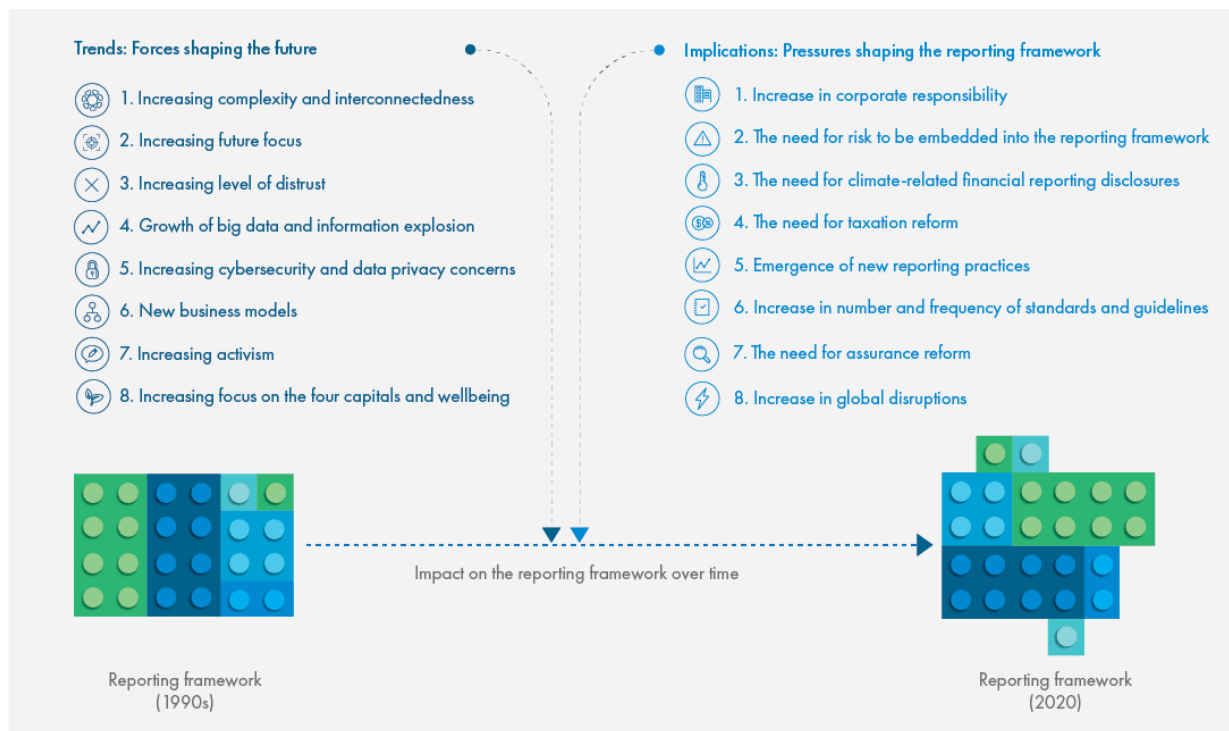 Trends: Forces shaping the future
1. Increasing complexity and interconnectedness
2. Increasing future focus
3. Increasing level of distrust
4. Growth of big data and information explosion
5. Increasing cybersecurity and data privacy concerns
6. New business models
7. Increasing activism
8. Increasing focus on the four capitals and wellbeing
Implications: Pressures shaping the reporting framework
1. Increase in corporate responsibility
2. The need for risk to be embedded into the reporting framework
3. The need for climate-related financial reporting disclosures
4. The need for taxation reform
5. Emergence of new reporting practices
6. Increase in number and frequency of standards and guidelines
7. The need for assurance reform
8. Increase in global disruptions
Impact on the reporting framework over time
Reporting framework
(1990s)
Reporting framework
(2020)